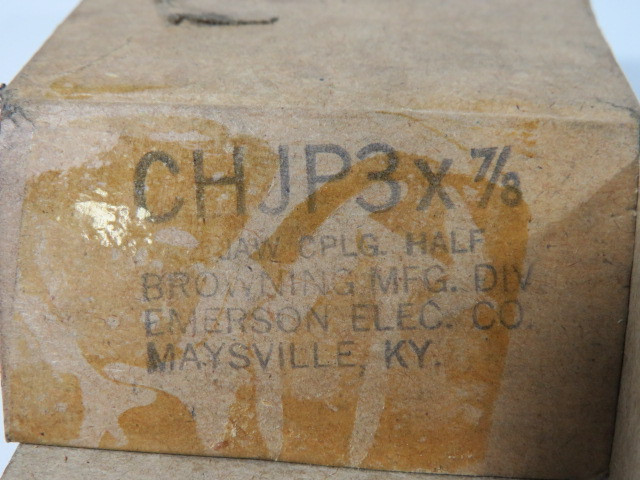 CHJP3 x 7/8
JAW CPLG. HALF
BROWNING MFG. DIV.
EMERSON ELEC. CO.
MAYSVILLE, KY.